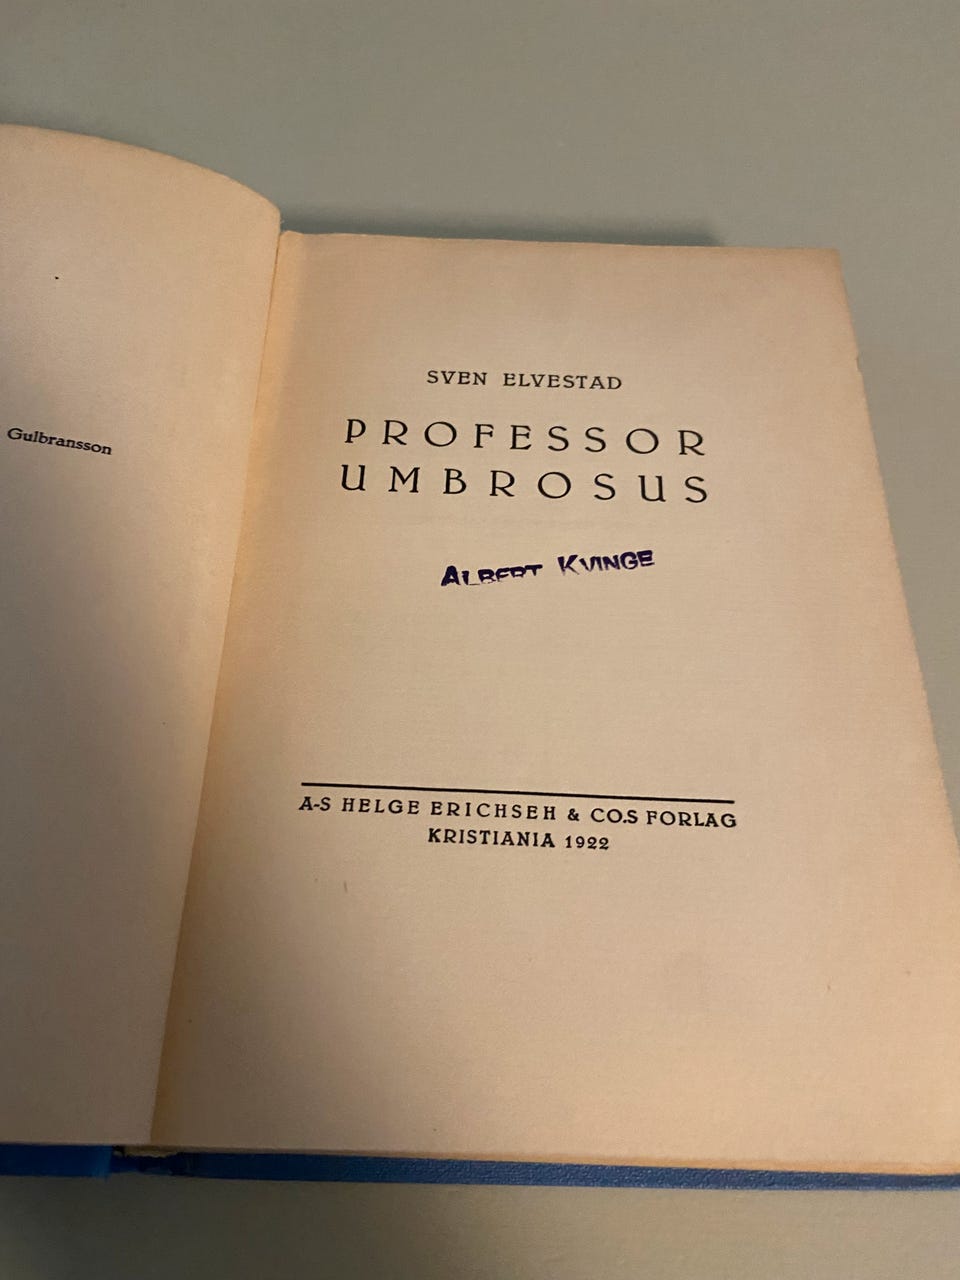 Gulbransson
SVEN ELVESTAD
PROFESSOR
UMBROSUS
ALBERT KVINGE
A-S HELGE ERICHSEH & CO.S FORLAG
KRISTIANIA 1922